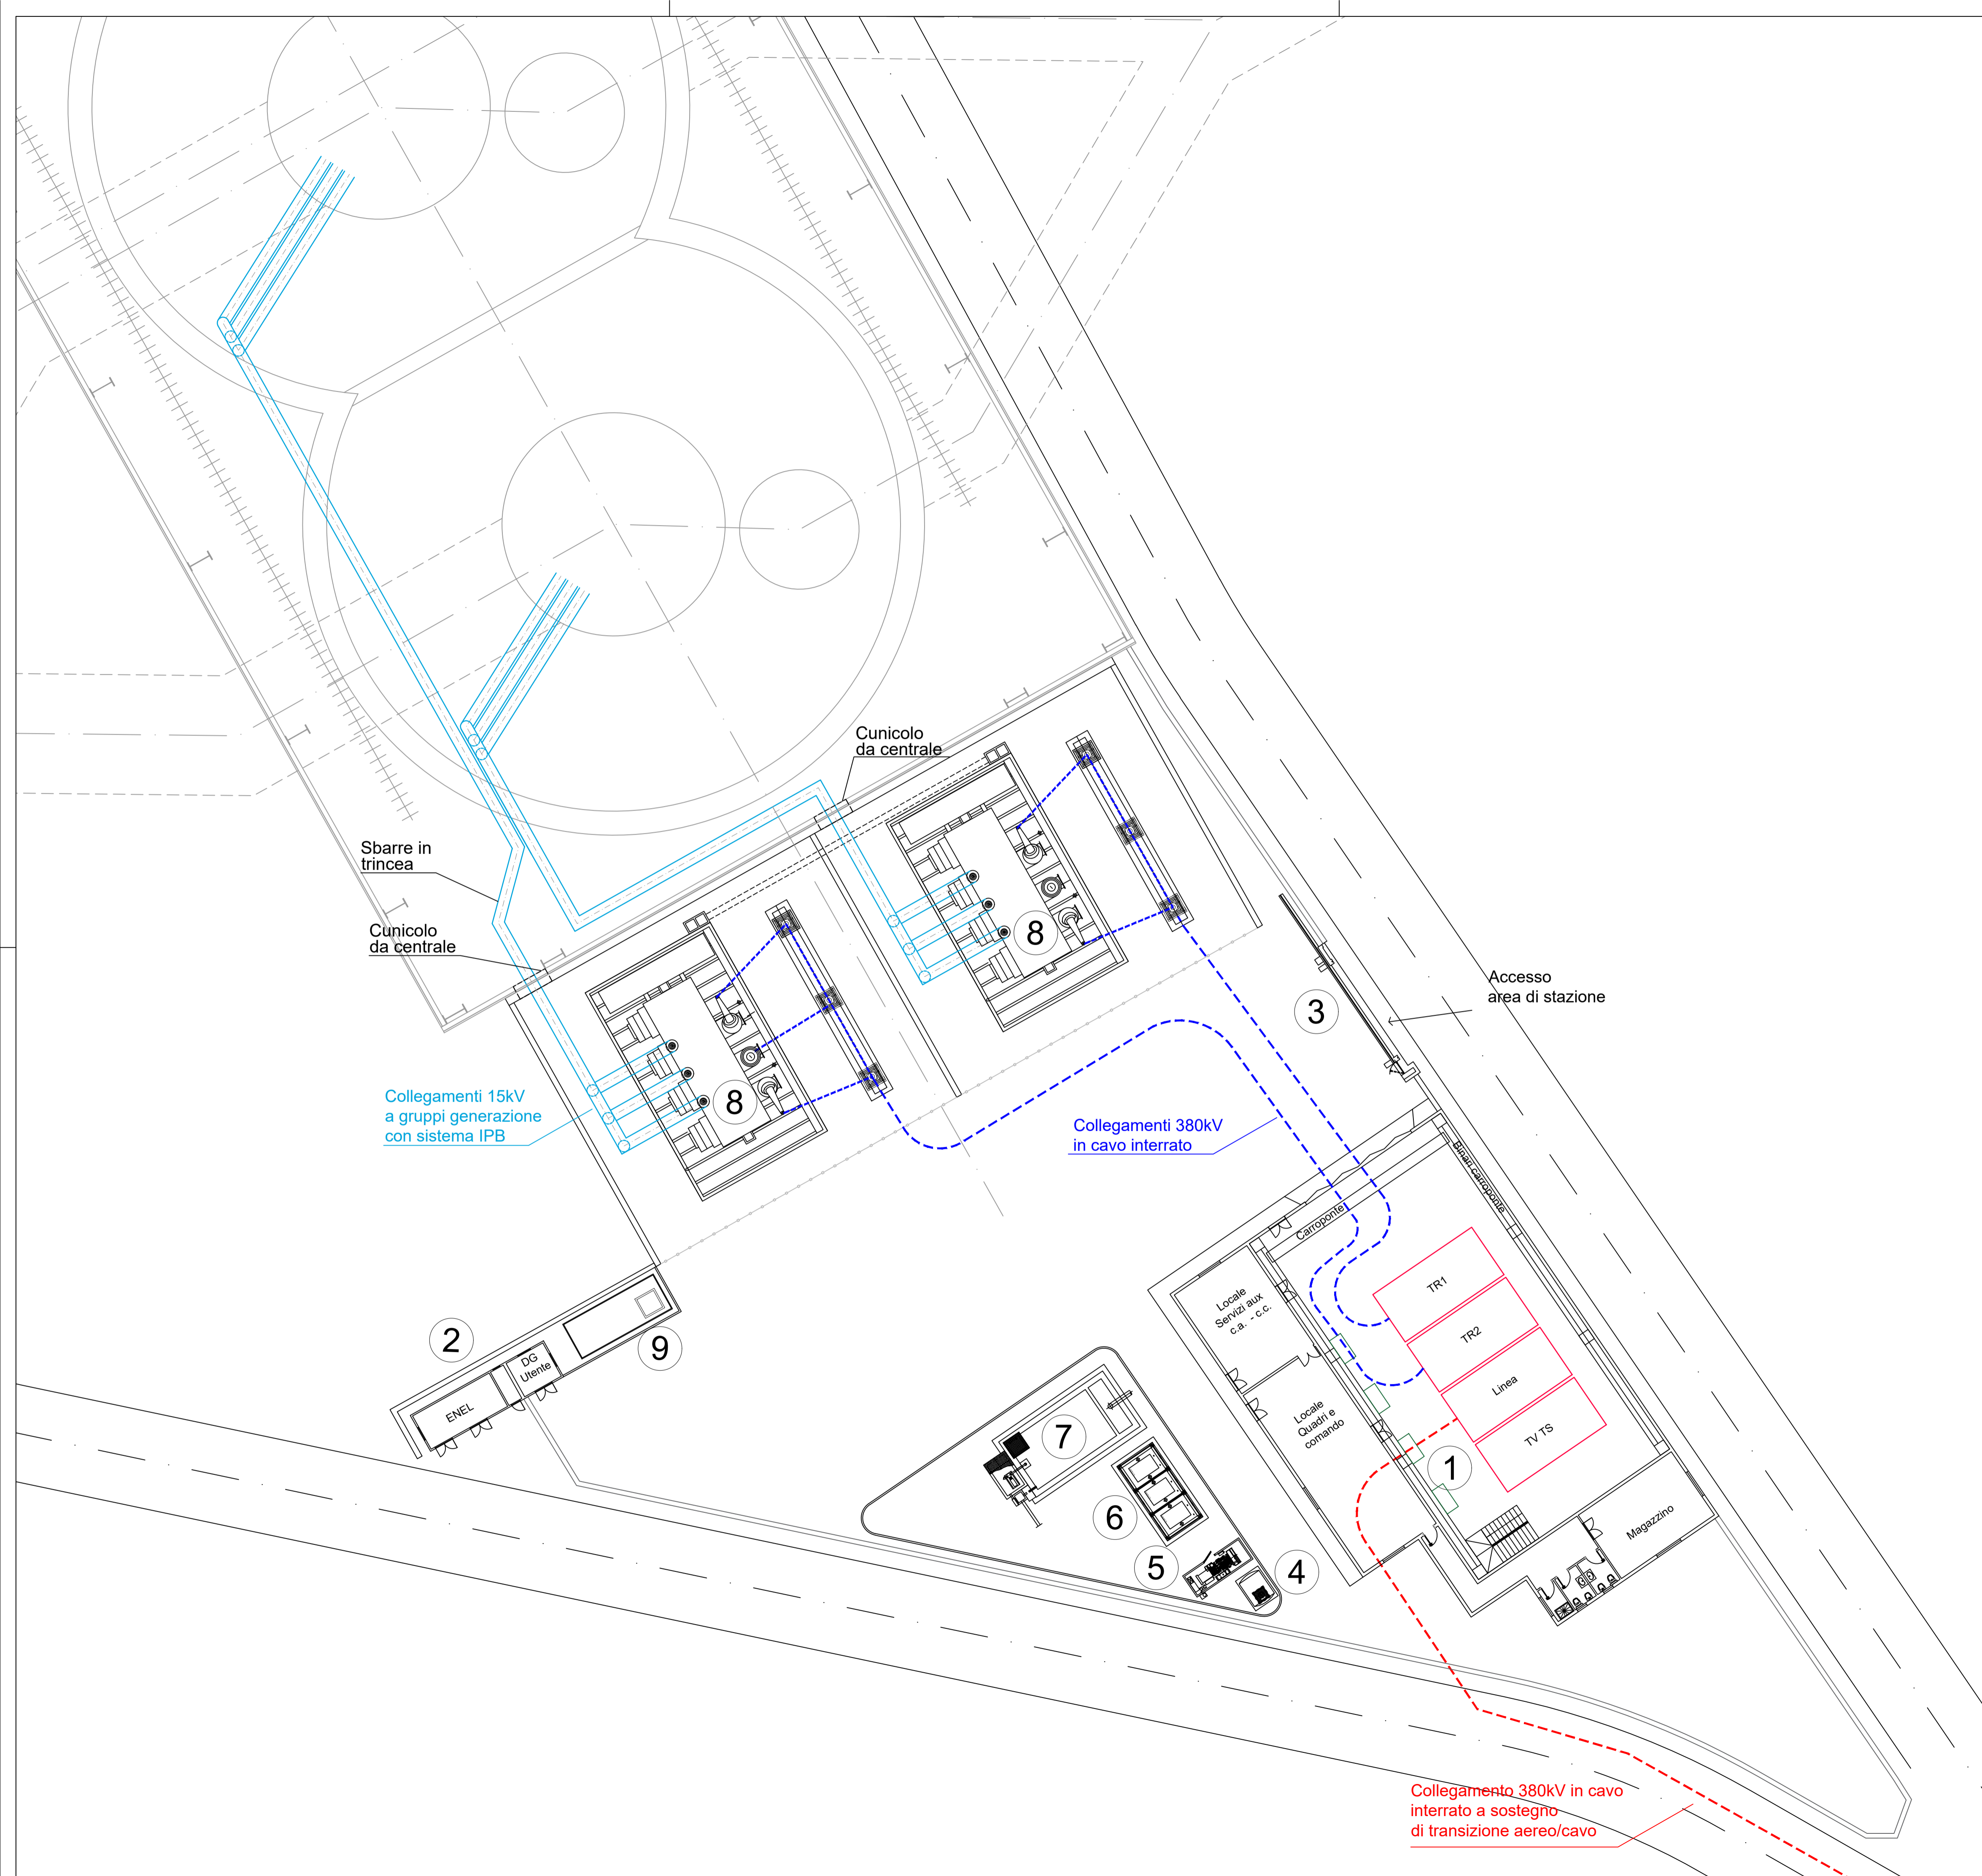 Cunicolo
da centrale
Sbarre in
trincea
Cunicolo
da centrale
8
8
Accesso
area di stazione
3
Collegamenti 15kV
a gruppi generazione
con sistema IPB
Collegamenti 380kV
in cavo interrato
Binari carroponte
Carroponte
TR1
TR2
Linea
TV TS
Locale
Servizi aux
c.a. - c.c.
Locale
Quadri e
comando
2
9
DG
Utente
ENEL
7
6
5
4
1
Magazzino
Collegamento 380kV in cavo
interrato a sostegno
di transizione aereo/cavo